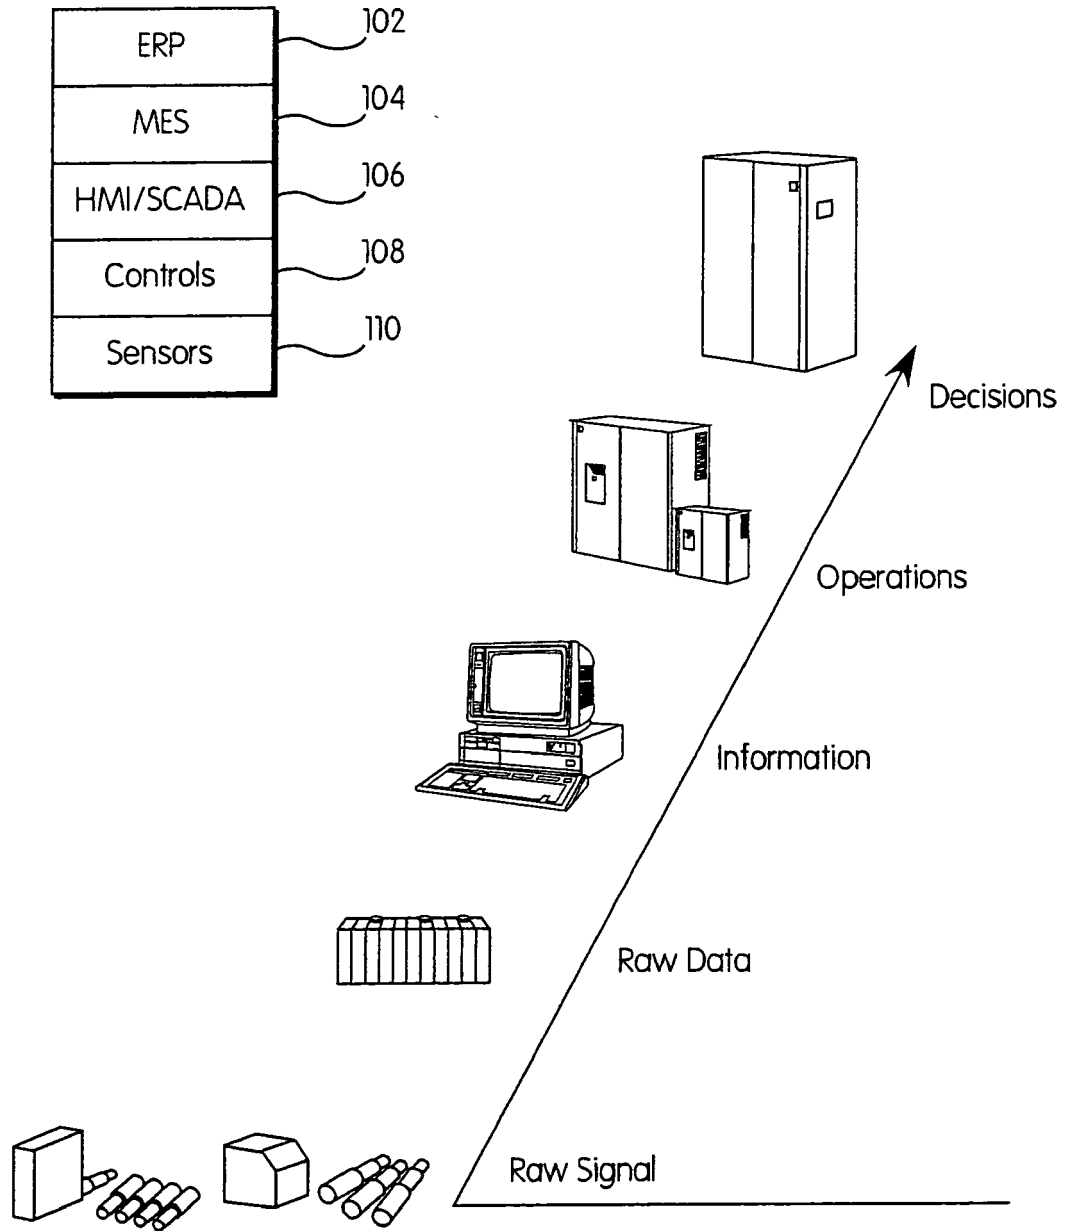 ERP 102
MES 104
HMI/SCADA 106
Controls 108
Sensors 110
Decisions
Operations
Information
Raw Data
Raw Signal